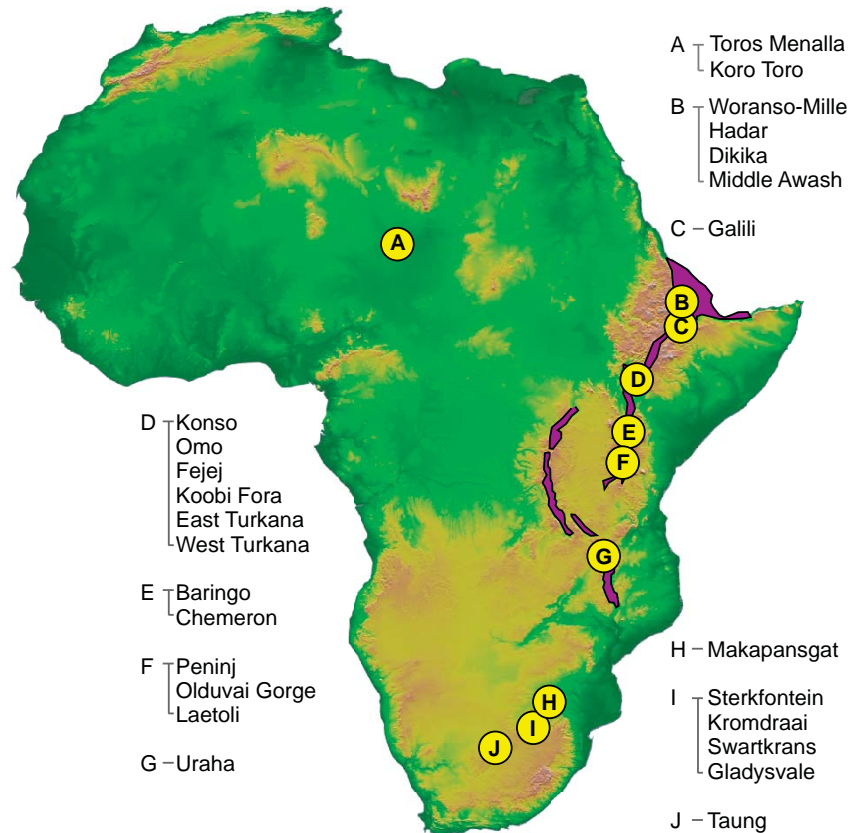 A Toros Menalla
Koro Toro
B Woranso-Mille
Hadar
Dikika
Middle Awash
C Galili
A
B
C
D
E
F
G
H
I
J
D Konso
Omo
Fejej
Koobi Fora
East Turkana
West Turkana
E Baringo
Chemeron
F Peninj
Olduvai Gorge
Laetoli
G Uraha
H Makapansgat
I Sterkfontein
Kromdraai
Swartkrans
Gladysvale
J Taung